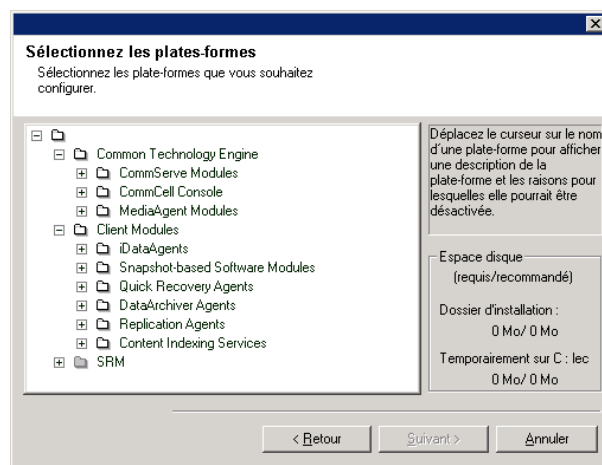 Sélectionnez les plates-formes
Sélectionnez les plate-formes que vous souhaitez
configurer.
Common Technology Engine
CommServe Modules
CommCell Console
MediaAgent Modules
Client Modules
iDataAgents
Snapshot-based Software Modules
Quick Recovery Agents
DataArchiver Agents
Replication Agents
Content Indexing Services
SRM
Déplacez le curseur sur le nom
d'une plate-forme pour afficher
une description de la
plate-forme et les raisons pour
lesquelles elle pourrait être
désactivée.
Espace disque
(requis/recommandé)
Dossier d'installation :
0 Mo/ 0 Mo
Temporairement sur C : lec
0 Mo/ 0 Mo
< Retour
Suivant >
Annuler